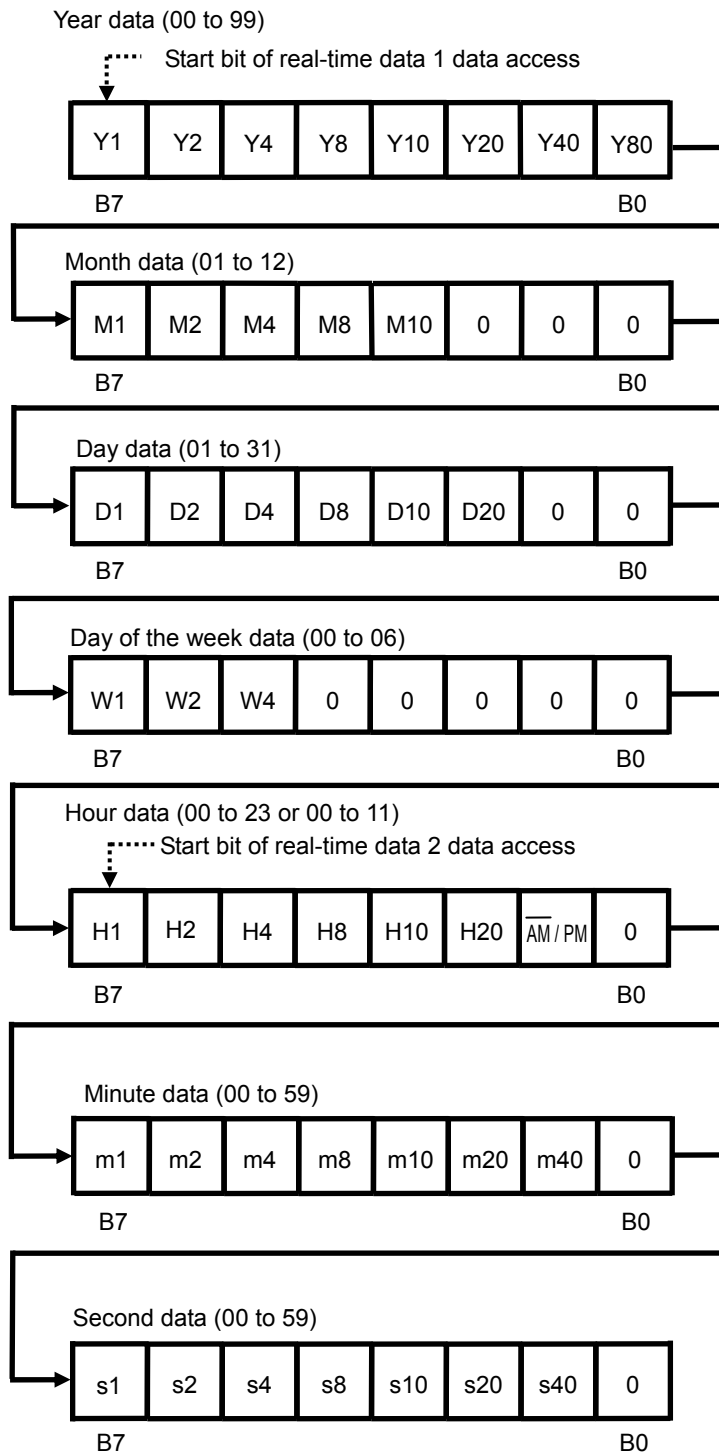 Year data (00 to 99)
Start bit of real-time data 1 data access
Y1 Y2 Y4 Y8 Y10 Y20 Y40 Y80
B7 B0
Month data (01 to 12)
M1 M2 M4 M8 M10 0 0 0
B7 B0
Day data (01 to 31)
D1 D2 D4 D8 D10 D20 0 0
B7 B0
Day of the week data (00 to 06)
W1 W2 W4 0 0 0 0 0
B7 B0
Hour data (00 to 23 or 00 to 11)
Start bit of real-time data 2 data access
H1 H2 H4 H8 H10 H20 A̅M̅ / PM 0
B7 B0
Minute data (00 to 59)
m1 m2 m4 m8 m10 m20 m40 0
B7 B0
Second data (00 to 59)
s1 s2 s4 s8 s10 s20 s40 0
B7 B0